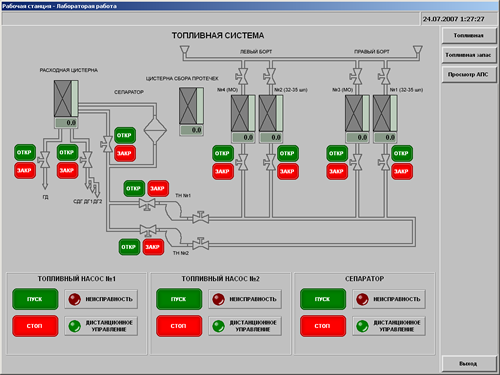 Рабочая станция - Лабораторая работа
24.07.2007 1:27:27
ТОПЛИВНАЯ СИСТЕМА
Топливная
Топливная запас
Просмотр АПС
ЛЕВЫЙ БОРТ
ПРАВЫЙ БОРТ
РАСХОДНАЯ ЦИСТЕРНА
СЕПАРАТОР
ЦИСТЕРНА СБОРА ПРОТЕЧЕК
№4 (МО)
№2 (32-35 шп)
№3 (МО)
№1 (32-35 шп)
0,0
0,0
0,0
0,0
0,0
0,0
ОТКР
ЗАКР
ОТКР
ЗАКР
ОТКР
ЗАКР
ОТКР
ЗАКР
ОТКР
ЗАКР
ОТКР
ЗАКР
ОТКР
ЗАКР
ГД
СДГ ДГ1 ДГ2
ОТКР
ЗАКР
ТН №1
ОТКР
ЗАКР
ТН №2
ТОПЛИВНЫЙ НАСОС №1
ПУСК
НЕИСПРАВНОСТЬ
СТОП
ДИСТАНЦИОННОЕ
УПРАВЛЕНИЕ
ТОПЛИВНЫЙ НАСОС №2
ПУСК
НЕИСПРАВНОСТЬ
СТОП
ДИСТАНЦИОННОЕ
УПРАВЛЕНИЕ
СЕПАРАТОР
ПУСК
НЕИСПРАВНОСТЬ
СТОП
ДИСТАНЦИОННОЕ
УПРАВЛЕНИЕ
Выход